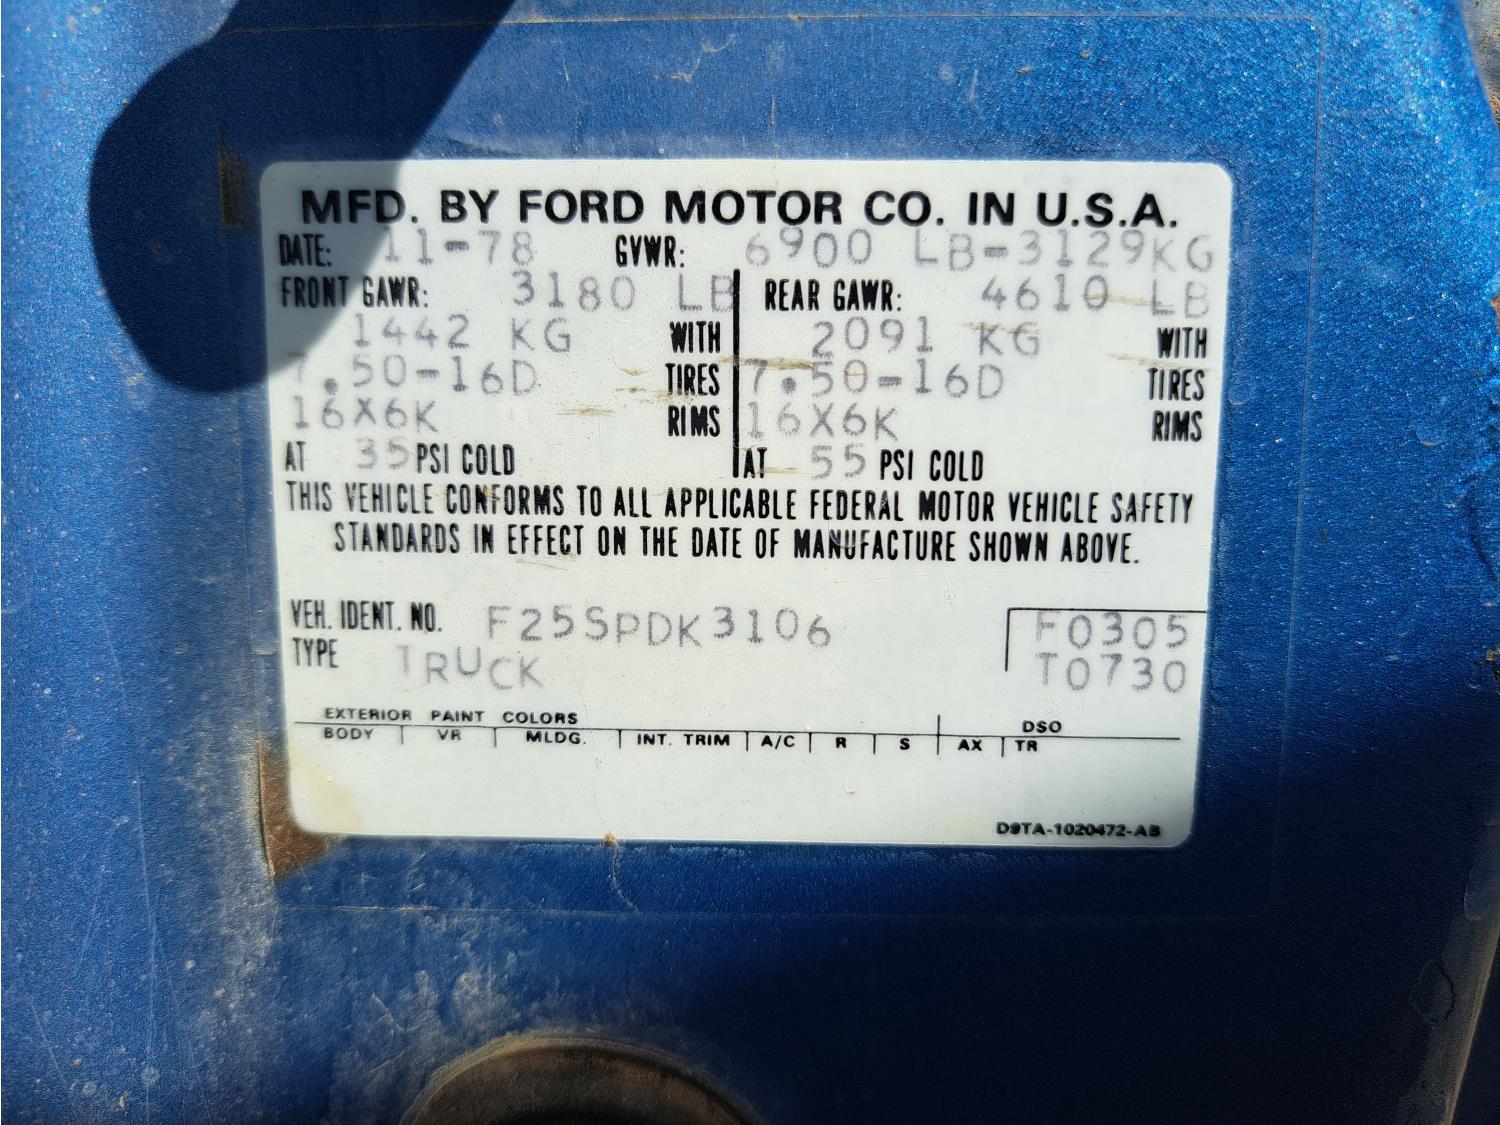 MFD. BY FORD MOTOR CO. IN U.S.A.
DATE: 11-78 GVWR: 6900 LB-3129KG
FRONT GAWR: 3180 LB REAR GAWR: 4610 LB
1442 KG WITH 2091 KG WITH
7.50-16D TIRES 7.50-16D TIRES
16X6K RIMS 16X6K RIMS
AT 35 PSI COLD AT 55 PSI COLD
THIS VEHICLE CONFORMS TO ALL APPLICABLE FEDERAL MOTOR VEHICLE SAFETY
STANDARDS IN EFFECT ON THE DATE OF MANUFACTURE SHOWN ABOVE.
VEH. IDENT. NO. F25SPDK3106 F0305
TYPE TRUCK T0730
EXTERIOR PAINT COLORS DSO
BODY VR MLDG. INT. TRIM A/C R S AX TR
D9TA-1020472-AB